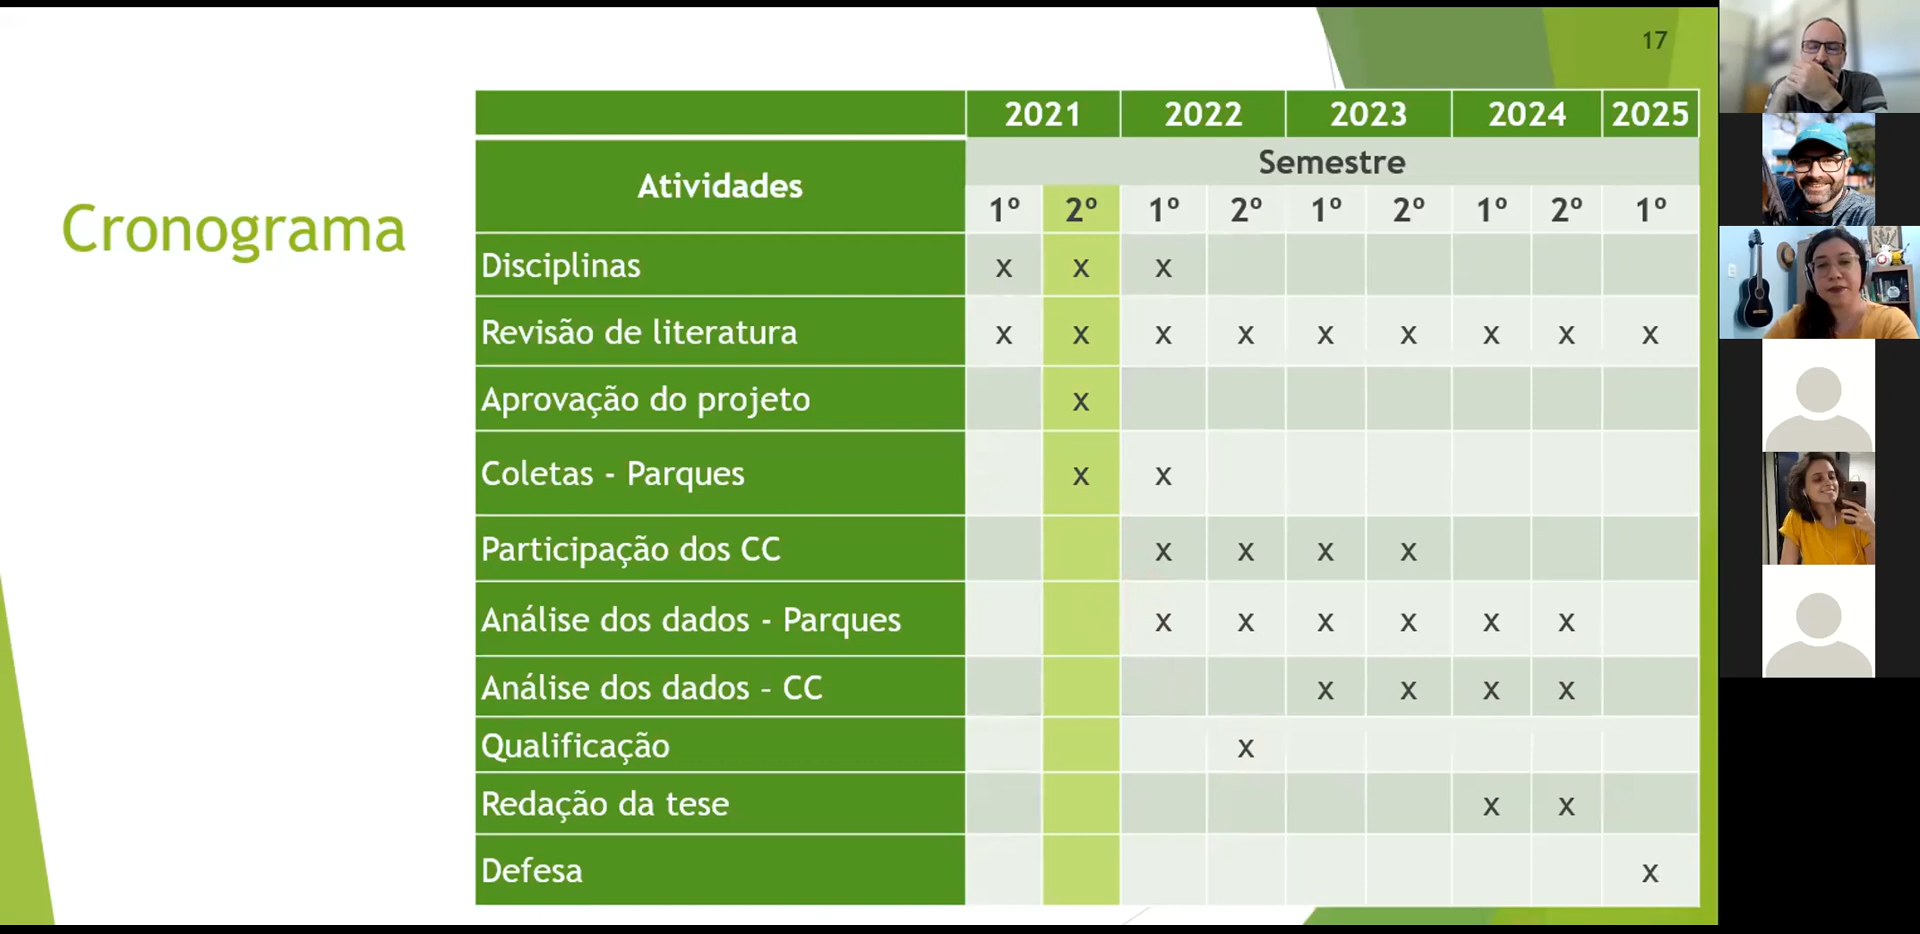 17
Cronograma
2021 2022 2023 2024 2025
Atividades
Semestre
1º 2º 1º 2º 1º 2º 1º 2º 1º
Disciplinas x x x
Revisão de literatura x x x x x x x x x
Aprovação do projeto x
Coletas - Parques x x
Participação dos CC x x x x
Análise dos dados - Parques x x x x x x
Análise dos dados – CC x x x x
Qualificação x
Redação da tese x x
Defesa x